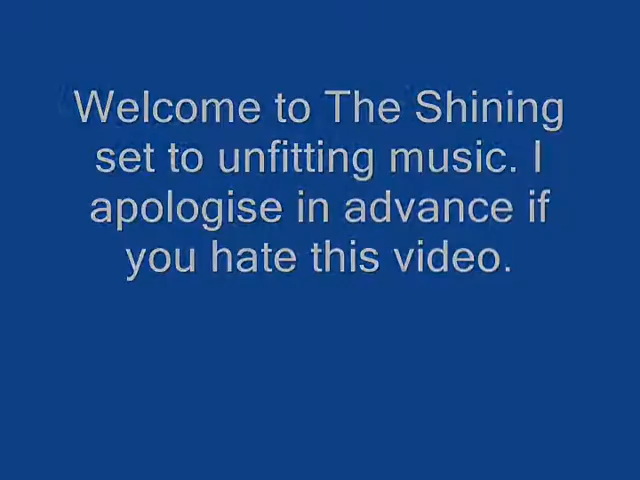 Welcome to The Shining
set to unfitting music. I
apologise in advance if
you hate this video.